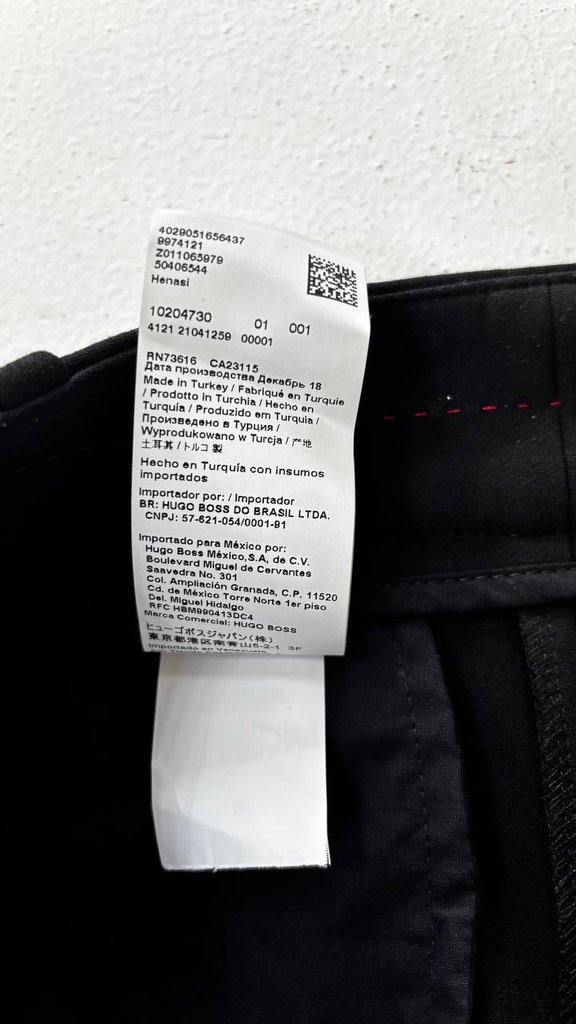 4029051656437
9974121
Z011065979
50406544
Henasi
10204730 01 001
4121 21041259 00001
RN73616 CA23115
Дата производства Декабрь 18
Made in Turkey / Fabriqué en Turquie
/ Prodotto in Turchia / Hecho en
Turquía / Produzido em Turquia /
Произведено в Турции /
Wyprodukowano w Turcja / 产地
土耳其 / トルコ 製
Hecho en Turquía con insumos
importados
Importador por: / Importador
BR: HUGO BOSS DO BRASIL LTDA.
CNPJ: 57-621-054/0001-91
Importado para México por:
Hugo Boss México,S.A, de C.V.
Boulevard Miguel de Cervantes
Saavedra No. 301
Col. Ampliación Granada, C.P. 11520
Cd. de México Torre Norte 1er piso
Del. Miguel Hidalgo
RFC HBM990413DC4
Marca Comercial: HUGO BOSS
ヒューゴボスジャパン(株)
東京都港区南青山5-2-1 3F
Importado en Venezuela